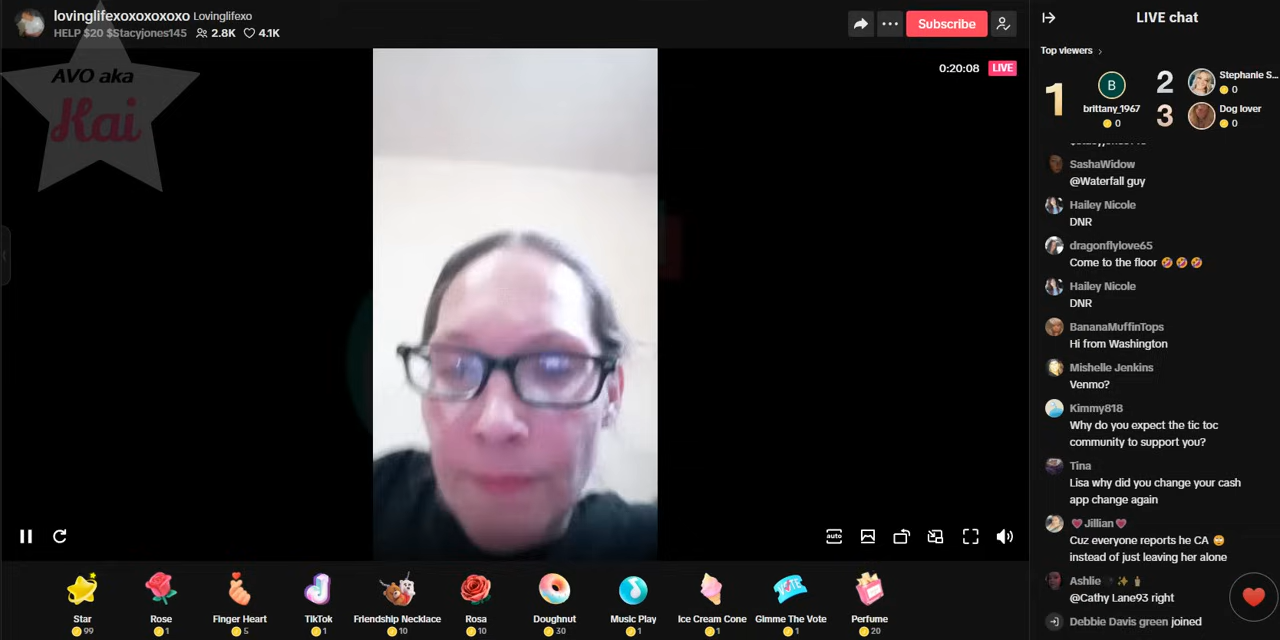 lovinglifexoxoxoxoxo Lovinglifexo
HELP $20 $Stacyjones145 2.8K 4.1K
Subscribe
AVO aka
Kai
0:20:08 LIVE
auto
Star
99
Rose
1
Finger Heart
5
TikTok
1
Friendship Necklace
10
Rosa
10
Doughnut
30
Music Play
1
Ice Cream Cone
1
Gimme The Vote
1
Perfume
20
LIVE chat
Top viewers
1
B
brittany_1967
0
2
Stephanie S...
0
3
Dog lover
0
SashaWidow
@Waterfall guy
Hailey Nicole
DNR
dragonflylove65
Come to the floor 🤣🤣🤣
Hailey Nicole
DNR
BananaMuffinTops
Hi from Washington
Mishelle Jenkins
Venmo?
Kimmy818
Why do you expect the tic toc
community to support you?
Tina
Lisa why did you change your cash
app change again
💗Jillian💗
Cuz everyone reports he CA 🙄
instead of just leaving her alone
Ashlie
@Cathy Lane93 right
Debbie Davis green joined